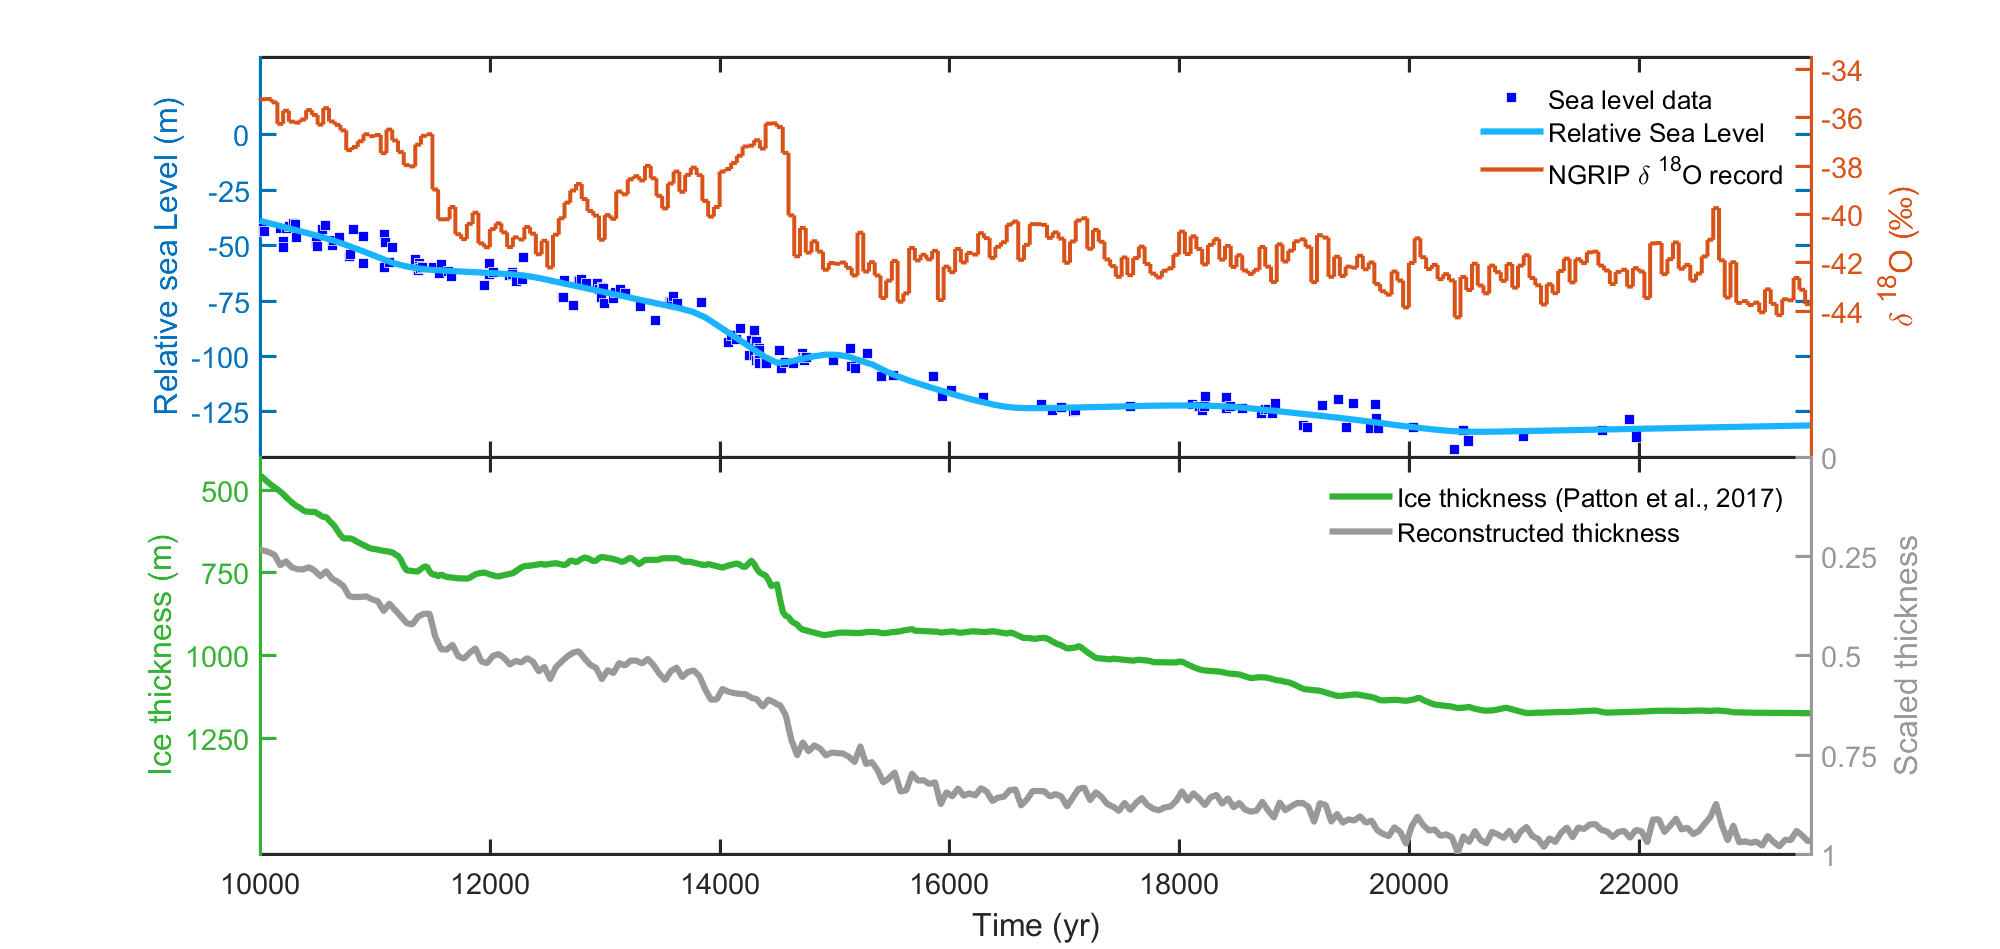 Relative sea Level (m)
0
-25
-50
-75
-100
-125
Sea level data
Relative Sea Level
NGRIP δ 18O record
-34
-36
-38
-40
-42
-44
δ 18O (‰)
Ice thickness (m)
500
750
1000
1250
Ice thickness (Patton et al., 2017)
Reconstructed thickness
0
0.25
0.5
0.75
1
Scaled thickness
10000 12000 14000 16000 18000 20000 22000
Time (yr)